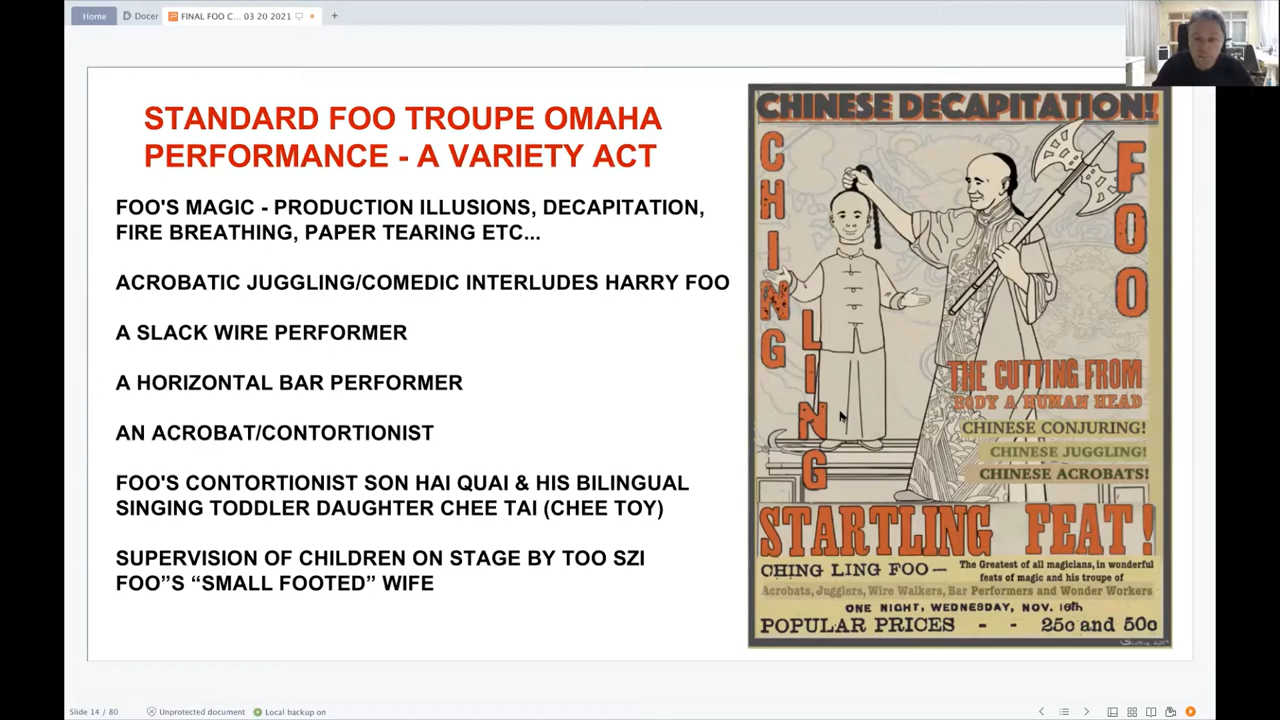 Home
Docer
FINAL FOO C... 03 20 2021
STANDARD FOO TROUPE OMAHA
PERFORMANCE - A VARIETY ACT
FOO'S MAGIC - PRODUCTION ILLUSIONS, DECAPITATION,
FIRE BREATHING, PAPER TEARING ETC...
ACROBATIC JUGGLING/COMEDIC INTERLUDES HARRY FOO
A SLACK WIRE PERFORMER
A HORIZONTAL BAR PERFORMER
AN ACROBAT/CONTORTIONIST
FOO'S CONTORTIONIST SON HAI QUAI & HIS BILINGUAL
SINGING TODDLER DAUGHTER CHEE TAI (CHEE TOY)
SUPERVISION OF CHILDREN ON STAGE BY TOO SZI
FOO"S “SMALL FOOTED” WIFE
CHINESE DECAPITATION!
CHING
LING
FOO
THE CUTTING FROM
BODY A HUMAN HEAD
CHINESE CONJURING!
CHINESE JUGGLING!
CHINESE ACROBATS!
STARTLING FEAT!
CHING LING FOO —
The Greatest of all magicians, in wonderful
feats of magic and his troupe of
Acrobats, Jugglers, Wire Walkers, Bar Performers and Wonder Workers
ONE NIGHT, WEDNESDAY, NOV. 16th,
POPULAR PRICES - - 25c and 50c
Slide 14 / 80
Unprotected document
Local backup on